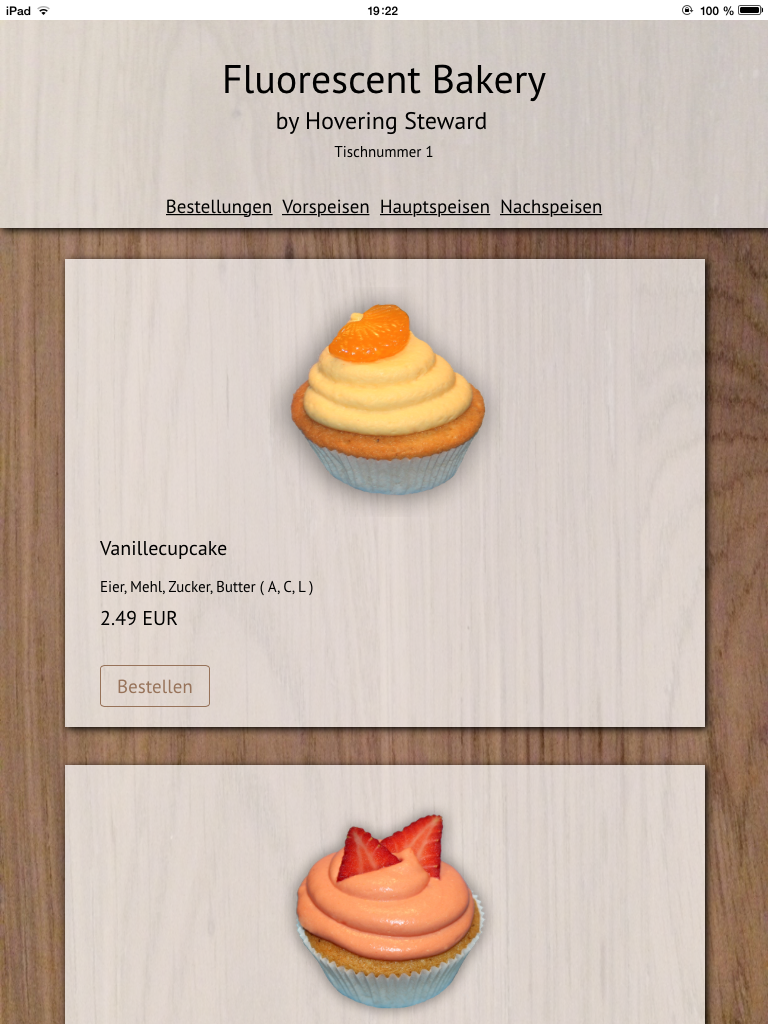 iPad 19:22 100 %
Fluorescent Bakery
by Hovering Steward
Tischnummer 1
Bestellungen Vorspeisen Hauptspeisen Nachspeisen
Vanillecupcake
Eier, Mehl, Zucker, Butter ( A, C, L )
2.49 EUR
Bestellen